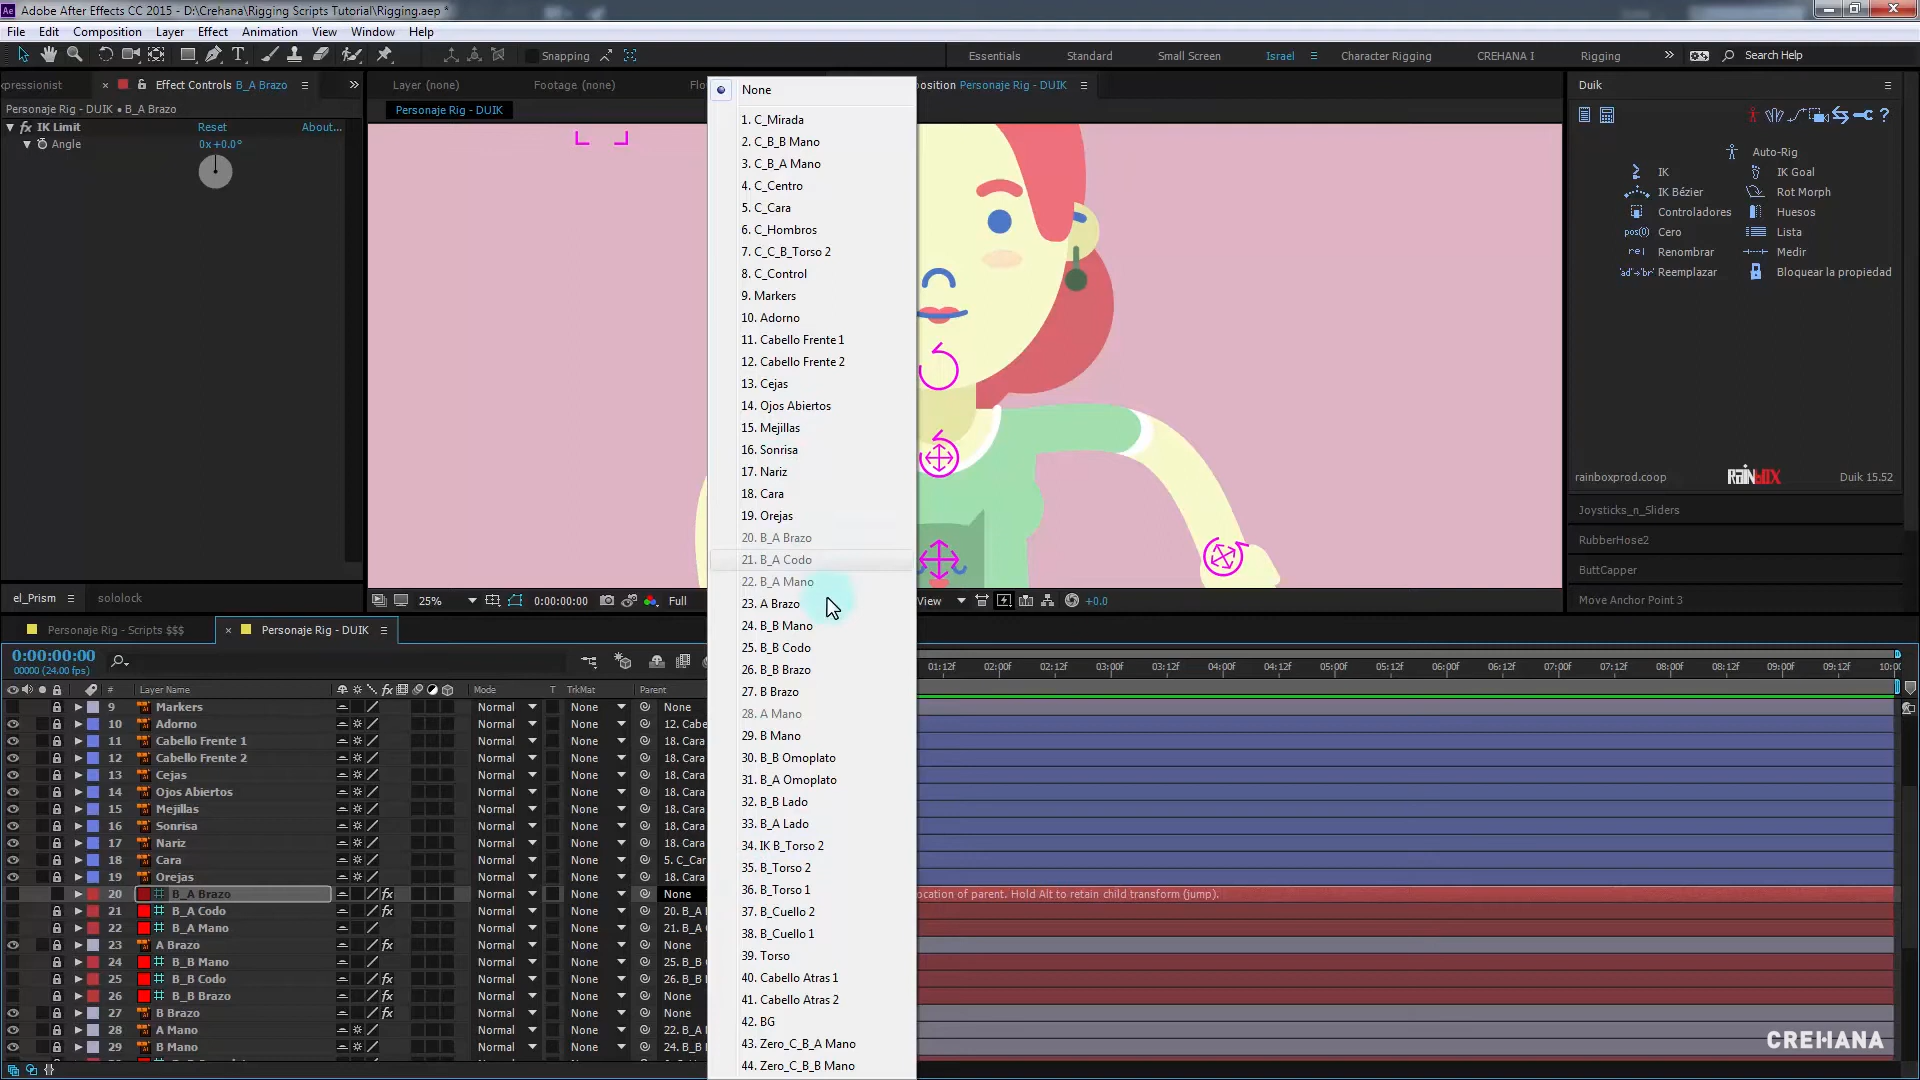 Adobe After Effects CC 2015 - D:\Crehana\Rigging Scripts Tutorial\Rigging.aep *
File Edit Composition Layer Effect Animation View Window Help
Snapping
Essentials Standard Small Screen Israel Character Rigging CREHANA I Rigging Search Help
xpressionist Effect Controls B_A Brazo
Personaje Rig - DUIK • B_A Brazo
fx IK Limit Reset About...
Angle 0x+0.0°
Layer (none) Footage (none) position Personaje Rig - DUIK
Personaje Rig - DUIK
None
1. C_Mirada
2. C_B_B Mano
3. C_B_A Mano
4. C_Centro
5. C_Cara
6. C_Hombros
7. C_C_B_Torso 2
8. C_Control
9. Markers
10. Adorno
11. Cabello Frente 1
12. Cabello Frente 2
13. Cejas
14. Ojos Abiertos
15. Mejillas
16. Sonrisa
17. Nariz
18. Cara
19. Orejas
20. B_A Brazo
21. B_A Codo
22. B_A Mano
23. A Brazo
24. B_B Mano
25. B_B Codo
26. B_B Brazo
27. B Brazo
28. A Mano
29. B Mano
30. B_B Omoplato
31. B_A Omoplato
32. B_B Lado
33. B_A Lado
34. IK B_Torso 2
35. B_Torso 2
36. B_Torso 1
37. B_Cuello 2
38. B_Cuello 1
39. Torso
40. Cabello Atras 1
41. Cabello Atras 2
42. BG
43. Zero_C_B_A Mano
44. Zero_C_B_B Mano
Duik
Auto-Rig
IK IK Goal
IK Bézier Rot Morph
Controladores Huesos
pos(0) Cero Lista
re| Renombrar Medir
'ad'→'br' Reemplazar Bloquear la propiedad
rainboxprod.coop RAINBOX Duik 15.52
Joysticks_n_Sliders
RubberHose2
ButtCapper
Move Anchor Point 3
25% 0:00:00:00 Full View +0.0
el_Prism sololock
Personaje Rig - Scripts $$$ Personaje Rig - DUIK
0:00:00:00
00000 (24.00 fps)
01:12f 02:00f 02:12f 03:00f 03:12f 04:00f 04:12f 05:00f 05:12f 06:00f 06:12f 07:00f 07:12f 08:00f 08:12f 09:00f 09:12f 10:00
# Layer Name fx Mode T TrkMat Parent
9 Markers Normal None None
10 Adorno Normal None 12. Cabe
11 Cabello Frente 1 Normal None 18. Cara
12 Cabello Frente 2 Normal None 18. Cara
13 Cejas Normal None 18. Cara
14 Ojos Abiertos Normal None 18. Cara
15 Mejillas Normal None 18. Cara
16 Sonrisa Normal None 18. Cara
17 Nariz Normal None 18. Cara
18 Cara Normal None 5. C_Cara
19 Orejas Normal None 18. Cara
20 B_A Brazo fx Normal None None ocation of parent. Hold Alt to retain child transform (jump).
21 B_A Codo fx Normal None 20. B_A
22 B_A Mano Normal None 21. B_A
23 A Brazo fx Normal None None
24 B_B Mano Normal None 25. B_B
25 B_B Codo fx Normal None 26. B_B
26 B_B Brazo fx Normal None None
27 B Brazo fx Normal None None
28 A Mano Normal None 22. B_A
29 B Mano Normal None 24. B_B
CREHANA